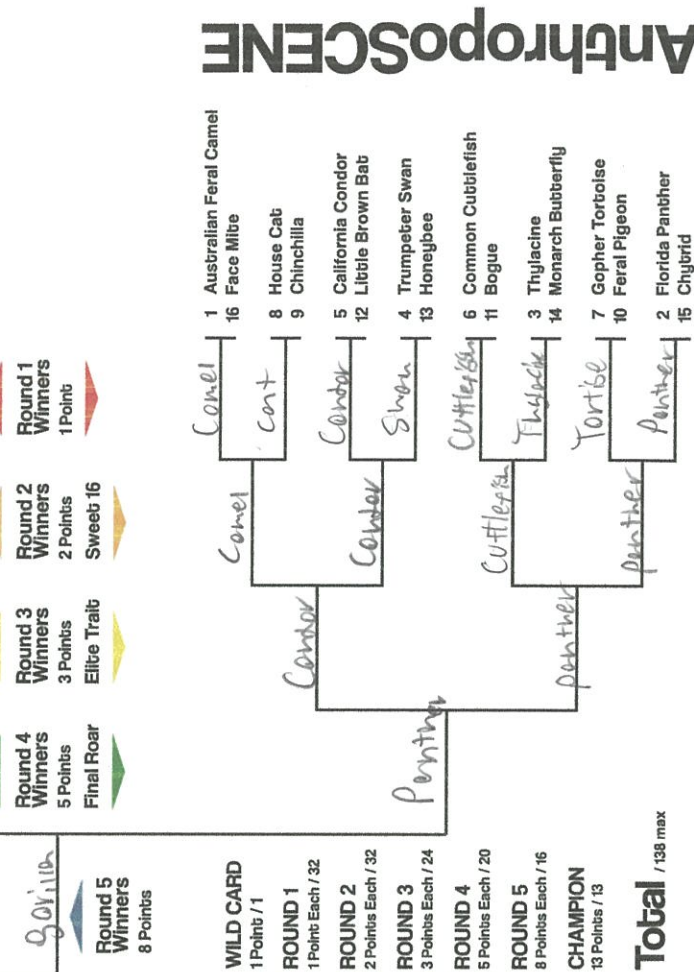 AnthropoSCENE
Round 1
Winners
1 Point
Round 2
Winners
2 Points
Sweet 16
Round 3
Winners
3 Points
Elite Trait
Round 4
Winners
5 Points
Final Roar
gorilla
Round 5
Winners
8 Points
1 Australian Feral Camel
16 Face Mite
8 House Cat
9 Chinchilla
5 California Condor
12 Little Brown Bat
4 Trumpeter Swan
13 Honeybee
6 Common Cuttlefish
11 Bogue
3 Thylacine
14 Monarch Butterfly
7 Gopher Tortoise
10 Feral Pigeon
2 Florida Panther
15 Chytrid
Camel
cat
Condor
Swan
Cuttlefish
Tortise
Panther
Camel
Condor
Cuttlefish
panther
Condor
panther
Panther
WILD CARD
1 Point / 1
ROUND 1
1 Point Each / 32
ROUND 2
2 Points Each / 32
ROUND 3
3 Points Each / 24
ROUND 4
5 Points Each / 20
ROUND 5
8 Points Each / 16
CHAMPION
13 Points / 13
Total / 138 max